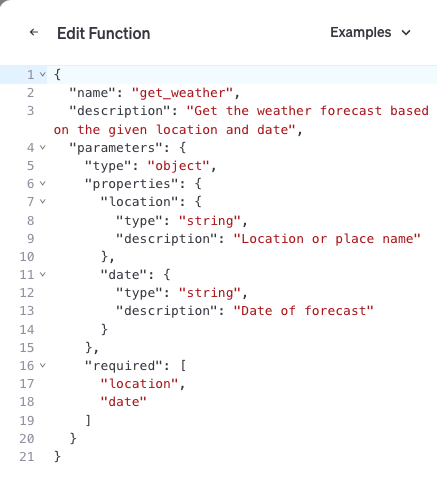 ← Edit Function Examples
1 {
2 "name": "get_weather",
3 "description": "Get the weather forecast based
on the given location and date",
4 "parameters": {
5 "type": "object",
6 "properties": {
7 "location": {
8 "type": "string",
9 "description": "Location or place name"
10 },
11 "date": {
12 "type": "string",
13 "description": "Date of forecast"
14 }
15 },
16 "required": [
17 "location",
18 "date"
19 ]
20 }
21 }